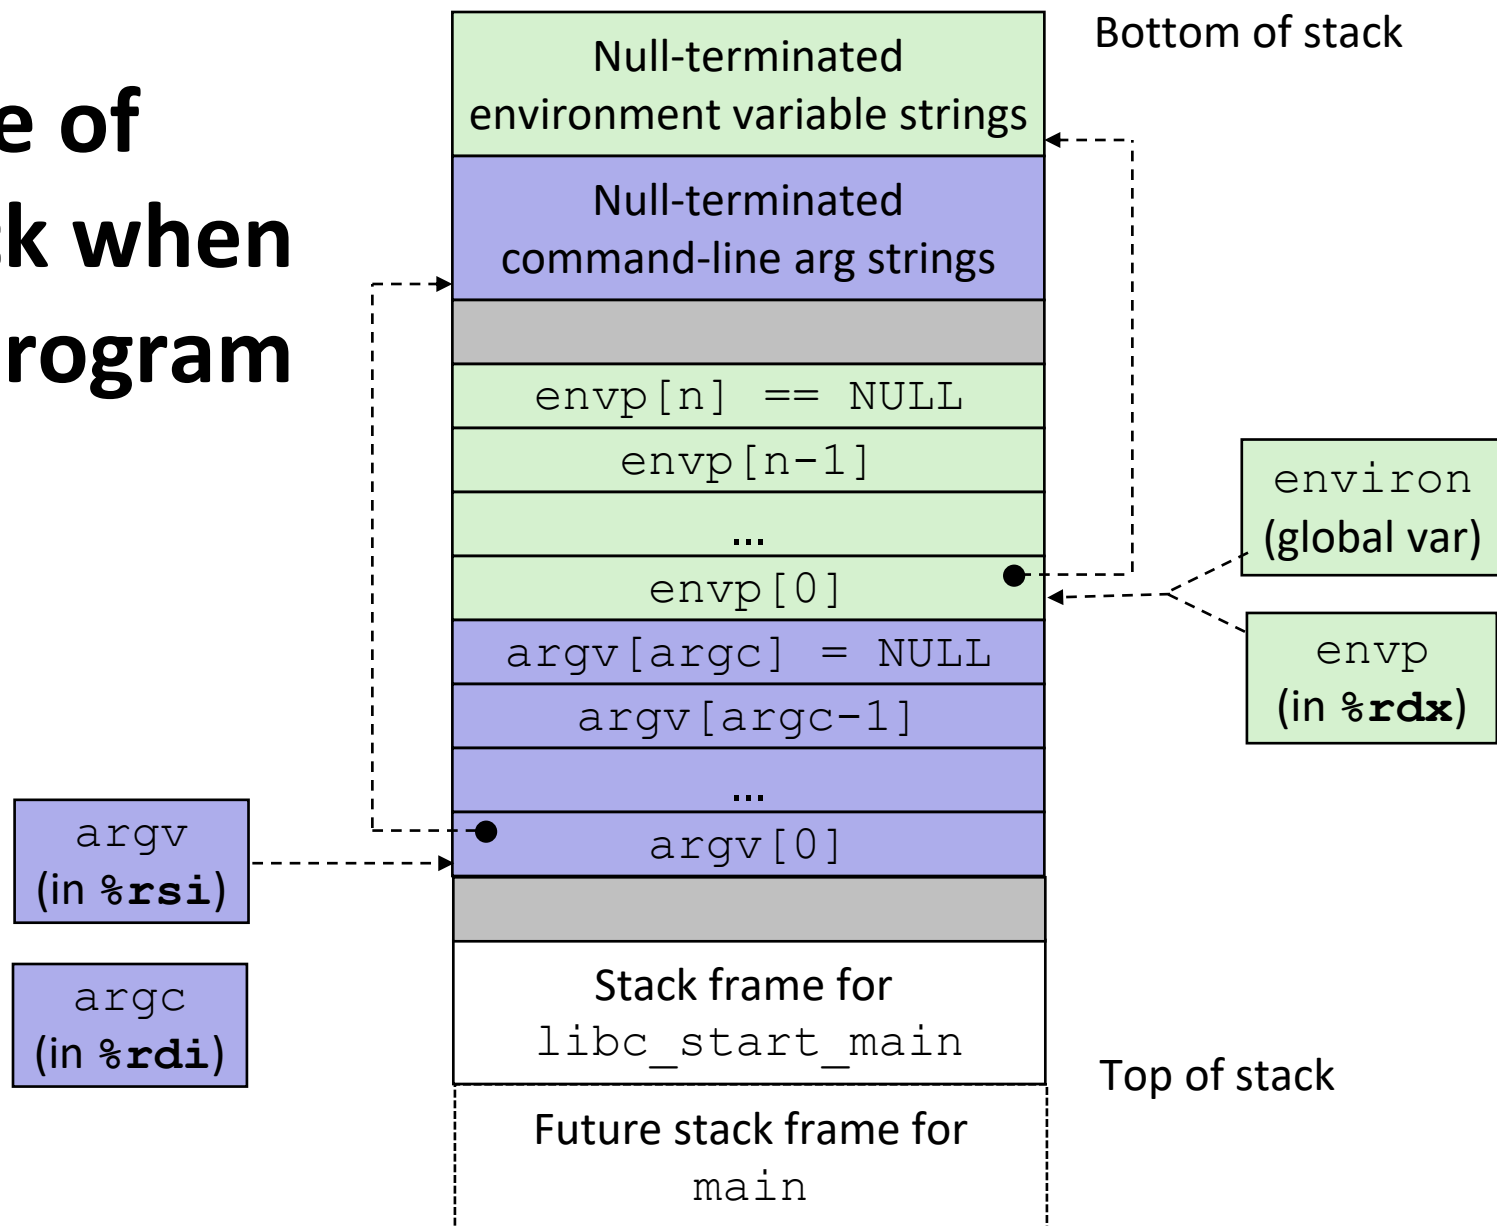 e of
ck when
rogram
Bottom of stack
Null-terminated
environment variable strings
Null-terminated
command-line arg strings
envp[n] == NULL
envp[n-1]
...
envp[0]
environ
(global var)
envp
(in %rdx)
argv[argc] = NULL
argv[argc-1]
...
argv[0]
argv
(in %rsi)
argc
(in %rdi)
Stack frame for
libc_start_main
Top of stack
Future stack frame for
main